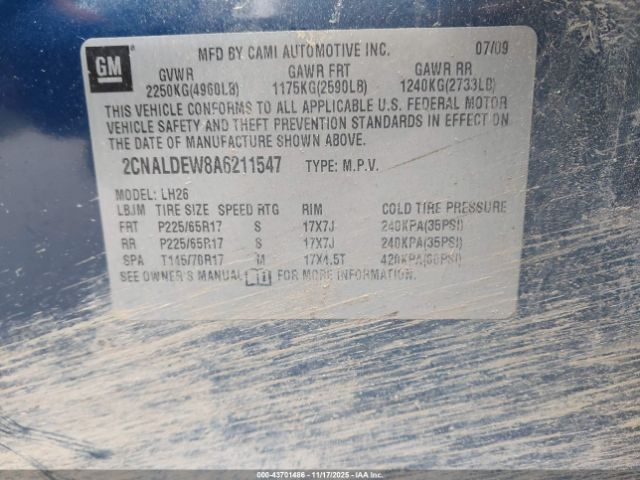 GM
MFD BY CAMI AUTOMOTIVE INC. 07/09
GVWR GAWR FRT GAWR RR
2250KG(4960LB) 1175KG(2590LB) 1240KG(2733LB)
THIS VEHICLE CONFORMS TO ALL APPLICABLE U.S. FEDERAL MOTOR
VEHICLE SAFETY AND THEFT PREVENTION STANDARDS IN EFFECT ON
THE DATE OF MANUFACTURE SHOWN ABOVE.
2CNALDEW8A6211547 TYPE: M.P.V.
MODEL: LH26
LBJM TIRE SIZE SPEED RTG RIM COLD TIRE PRESSURE
FRT P225/65R17 S 17X7J 240KPA(35PSI)
RR P225/65R17 S 17X7J 240KPA(35PSI)
SPA T145/70R17 M 17X4.5T 420KPA(60PSI)
SEE OWNER'S MANUAL FOR MORE INFORMATION.
000-43701486 - 11/17/2025 - IAA Inc.